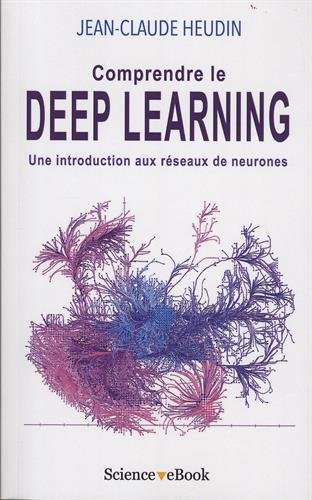 JEAN-CLAUDE HEUDIN
Comprendre le
DEEP LEARNING
Une introduction aux réseaux de neurones
Science eBook